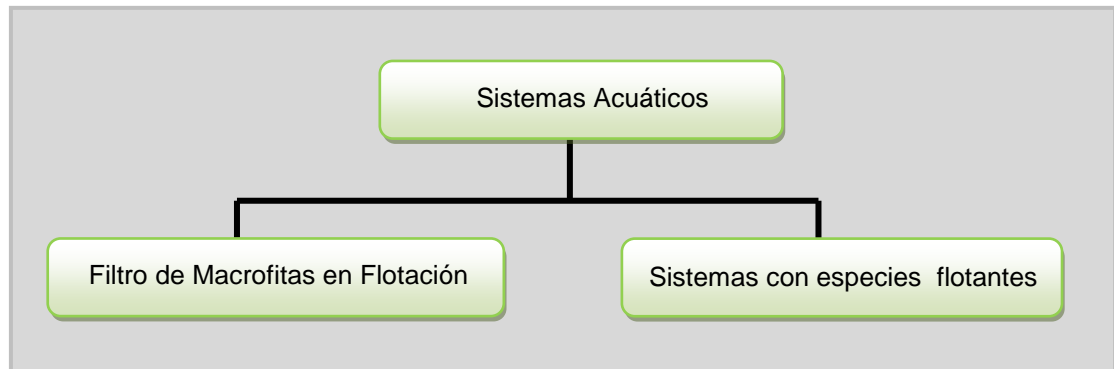 Sistemas Acuáticos
Filtro de Macrofitas en Flotación
Sistemas con especies flotantes